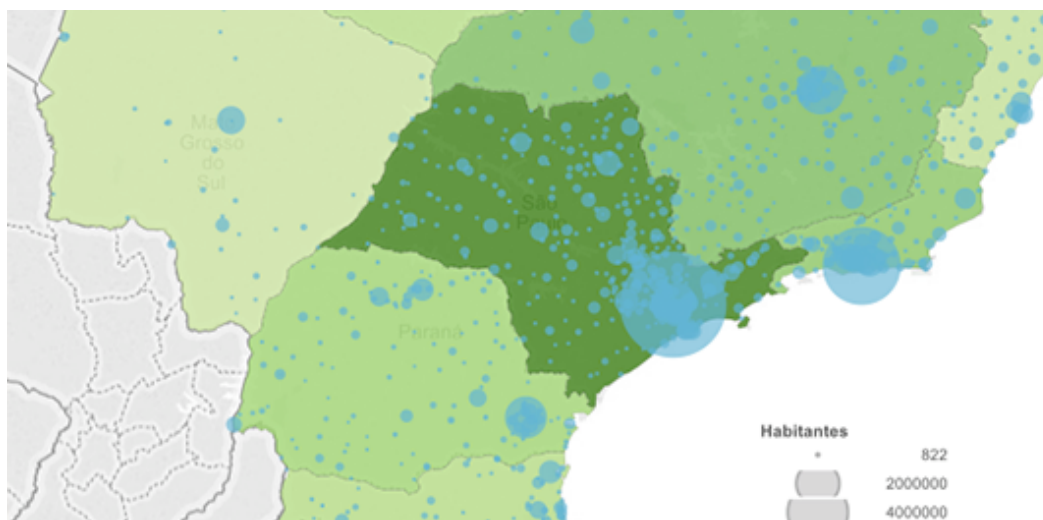 Mato
Grosso
do
Sul
São
Paulo
Paraná
Habitantes
822
2000000
4000000